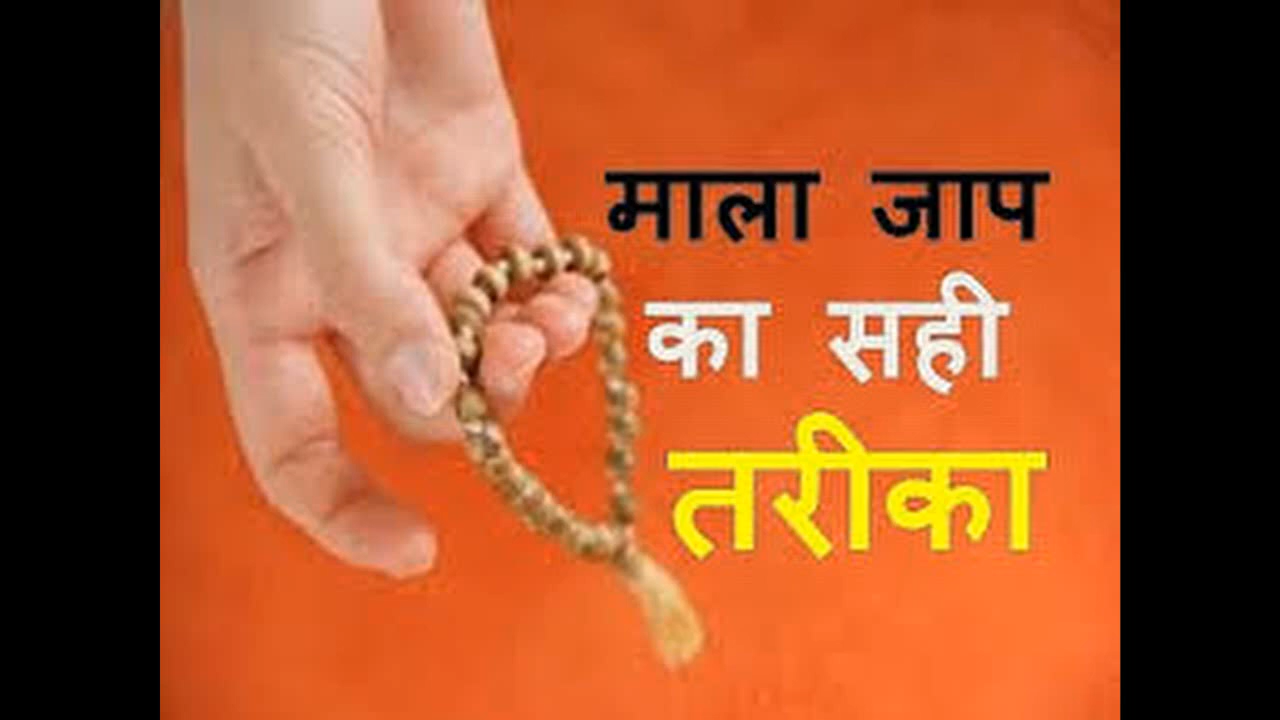 माला जाप
का सही
तरीका